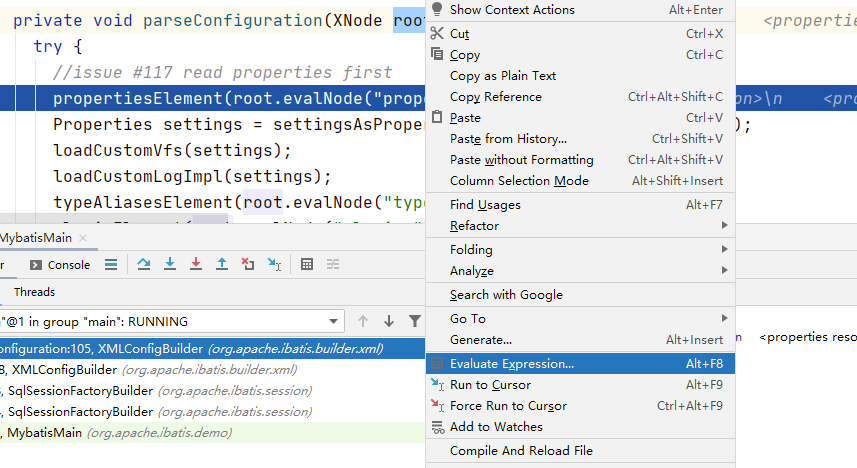 private void parseConfiguration(XNode roo <properti
try {
//issue #117 read properties first
propertiesElement(root.evalNode("prope on>\n <pro
Properties settings = settingsAsProper );
loadCustomVfs(settings);
loadCustomLogImpl(settings);
typeAliasesElement(root.evalNode("type
MybatisMain
Console
Threads
"@1 in group "main": RUNNING
onfiguration:105, XMLConfigBuilder (org.apache.ibatis.builder.xml)
8, XMLConfigBuilder (org.apache.ibatis.builder.xml)
, SqlSessionFactoryBuilder (org.apache.ibatis.session)
, SqlSessionFactoryBuilder (org.apache.ibatis.session)
, MybatisMain (org.apache.ibatis.demo)
Show Context Actions Alt+Enter
Cut Ctrl+X
Copy Ctrl+C
Copy as Plain Text
Copy Reference Ctrl+Alt+Shift+C
Paste Ctrl+V
Paste from History... Ctrl+Shift+V
Paste without Formatting Ctrl+Alt+Shift+V
Column Selection Mode Alt+Shift+Insert
Find Usages Alt+F7
Refactor
Folding
Analyze
Search with Google
Go To
Generate... Alt+Insert
Evaluate Expression... Alt+F8
Run to Cursor Alt+F9
Force Run to Cursor Ctrl+Alt+F9
Add to Watches
Compile And Reload File
n <properties reso